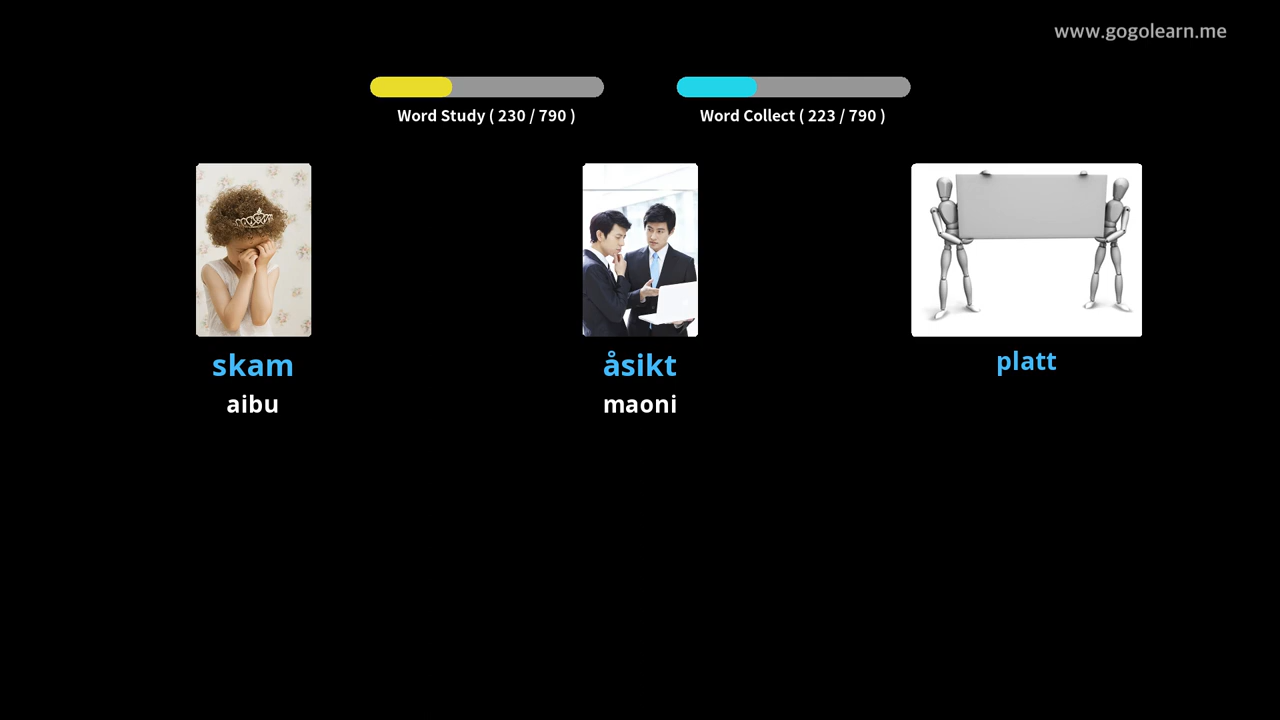 www.gogolearn.me
Word Study ( 230 / 790 )
Word Collect ( 223 / 790 )
skam
åsikt
platt
aibu
maoni